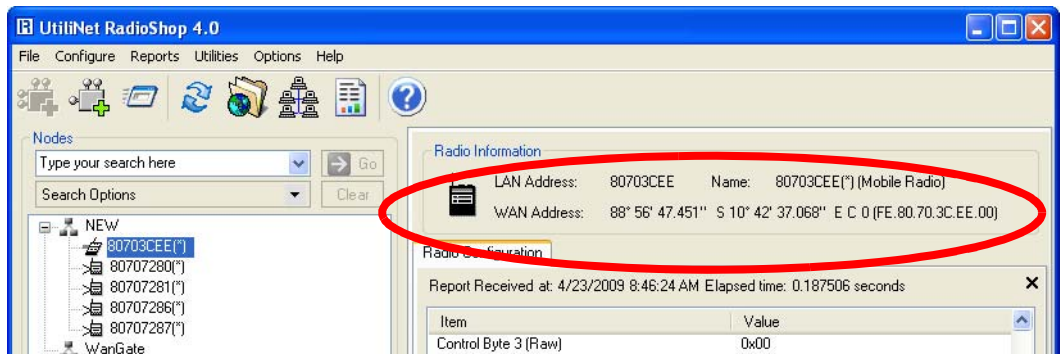 UtiliNet RadioShop 4.0
File Configure Reports Utilities Options Help
Nodes
Type your search here
Go
Search Options
Clear
NEW
80703CEE(*)
80707280(*)
80707281(*)
80707286(*)
80707287(*)
WanGate
Radio Information
LAN Address: 80703CEE Name: 80703CEE(*) (Mobile Radio)
WAN Address: 88° 56' 47.451'' S 10° 42' 37.068'' E C 0 (FE.80.70.3C.EE.00)
Radio Configuration
Report Received at: 4/23/2009 8:46:24 AM Elapsed time: 0.187506 seconds
Item Value
Control Byte 3 (Raw) 0x00